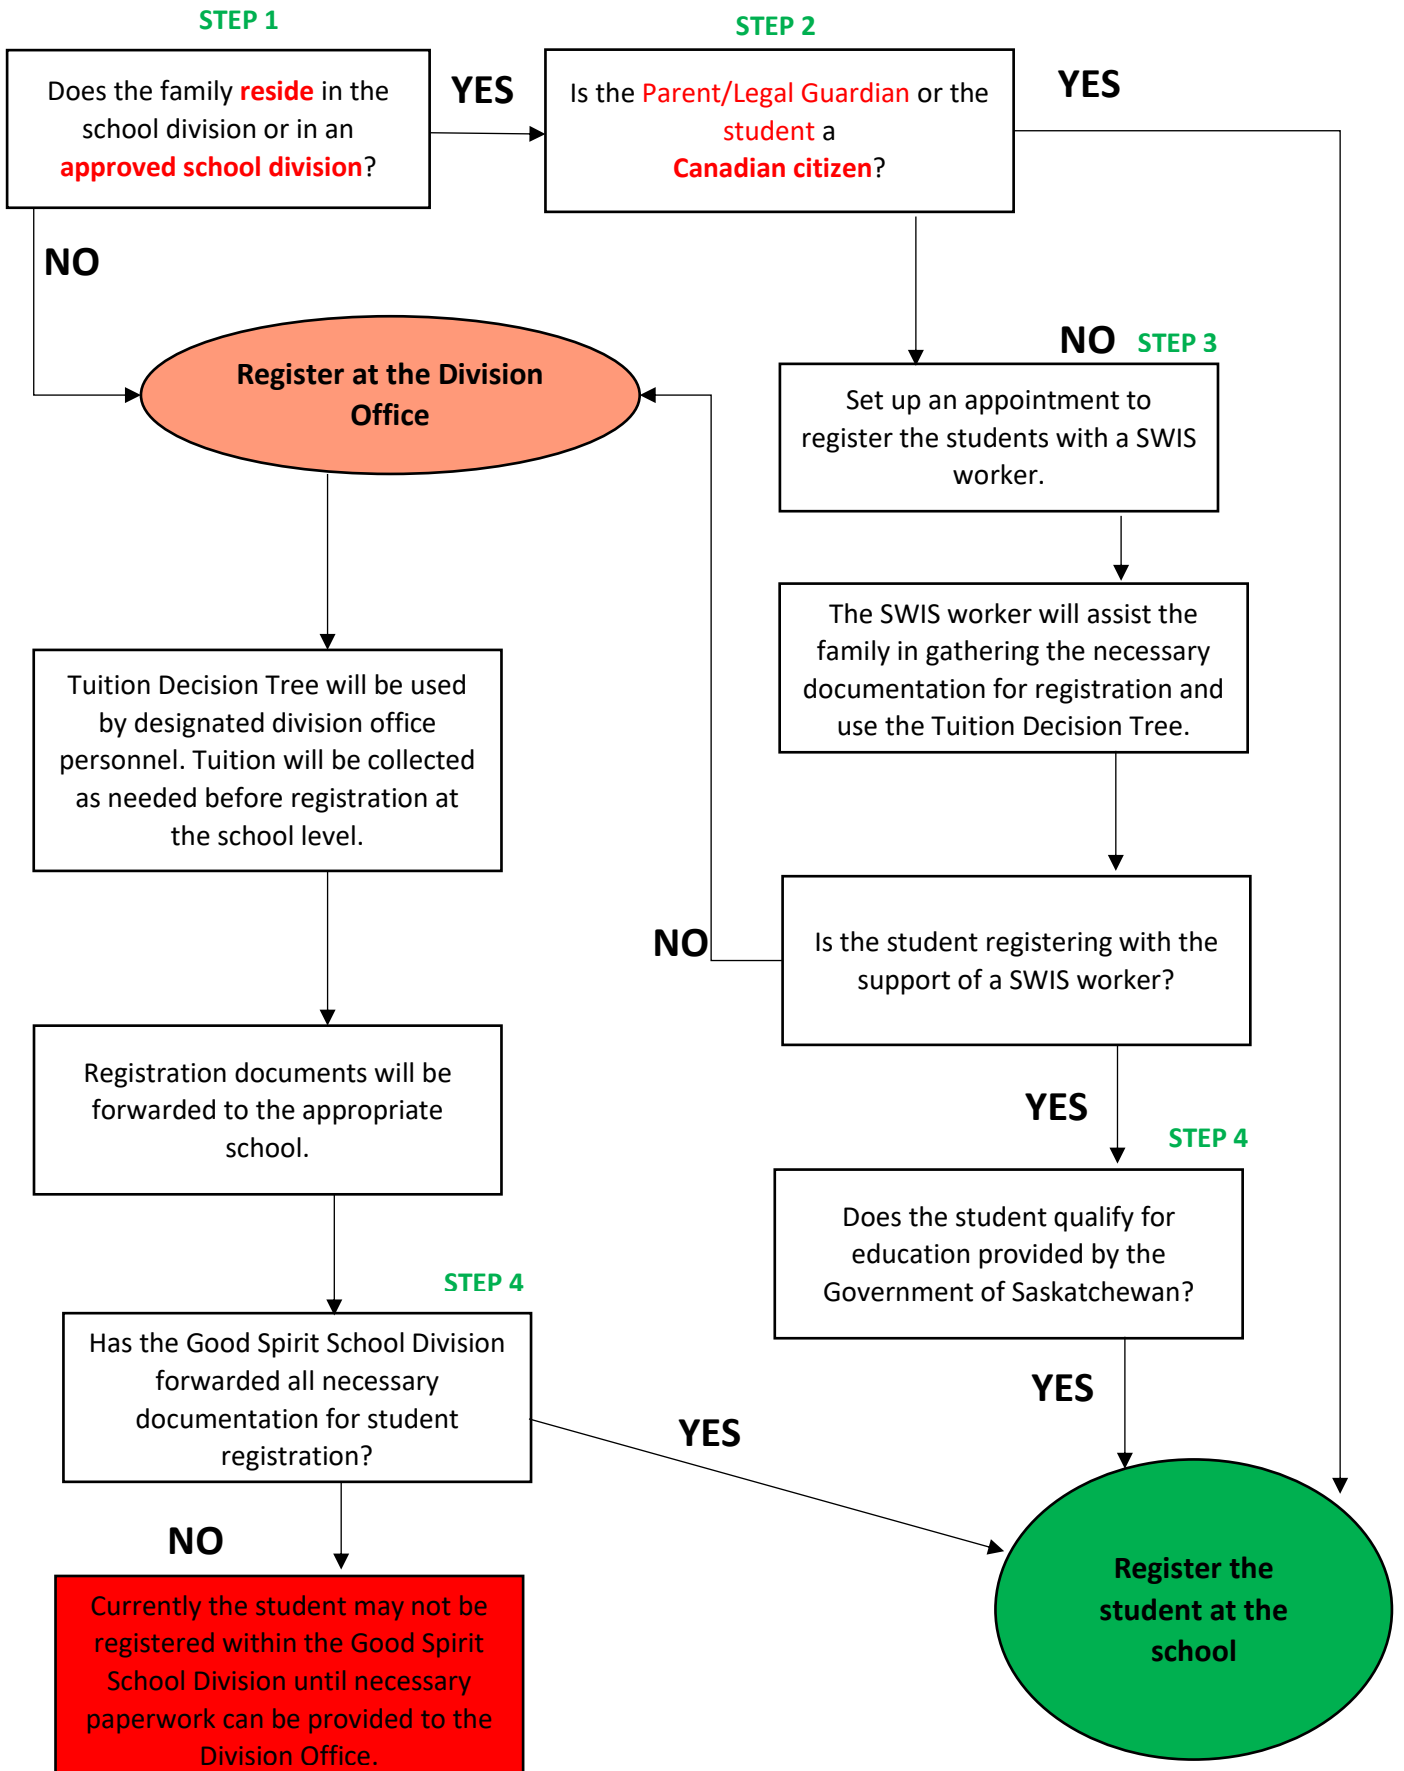 STEP 1
STEP 2
Does the family reside in the
school division or in an
approved school division?
YES
Is the Parent/Legal Guardian or the
student a
Canadian citizen?
YES
NO
NO
STEP 3
Register at the Division
Office
Set up an appointment to
register the students with a SWIS
worker.
The SWIS worker will assist the
family in gathering the necessary
documentation for registration and
use the Tuition Decision Tree.
Tuition Decision Tree will be used
by designated division office
personnel. Tuition will be collected
as needed before registration at
the school level.
NO
Is the student registering with the
support of a SWIS worker?
Registration documents will be
forwarded to the appropriate
school.
YES
STEP 4
Does the student qualify for
education provided by the
Government of Saskatchewan?
STEP 4
Has the Good Spirit School Division
forwarded all necessary
documentation for student
registration?
YES
YES
NO
Currently the student may not be
registered within the Good Spirit
School Division until necessary
paperwork can be provided to the
Division Office.
Register the
student at the
school